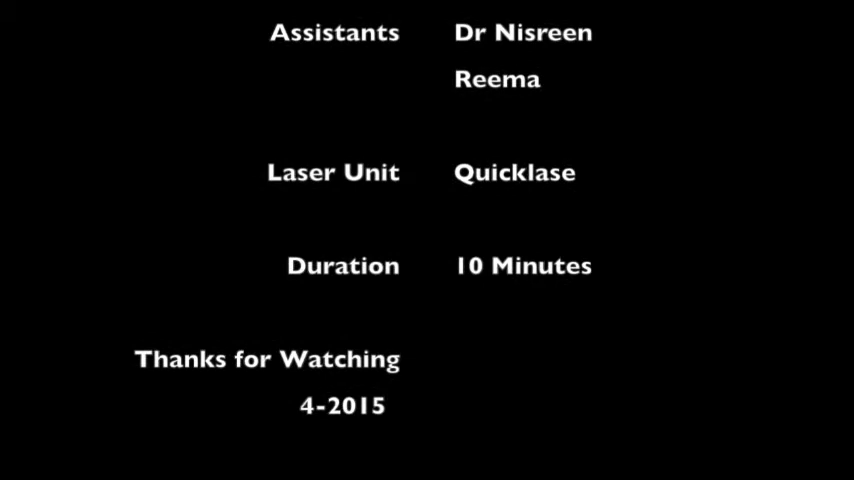 Assistants Dr Nisreen
Reema
Laser Unit Quicklase
Duration 10 Minutes
Thanks for Watching
4-2015